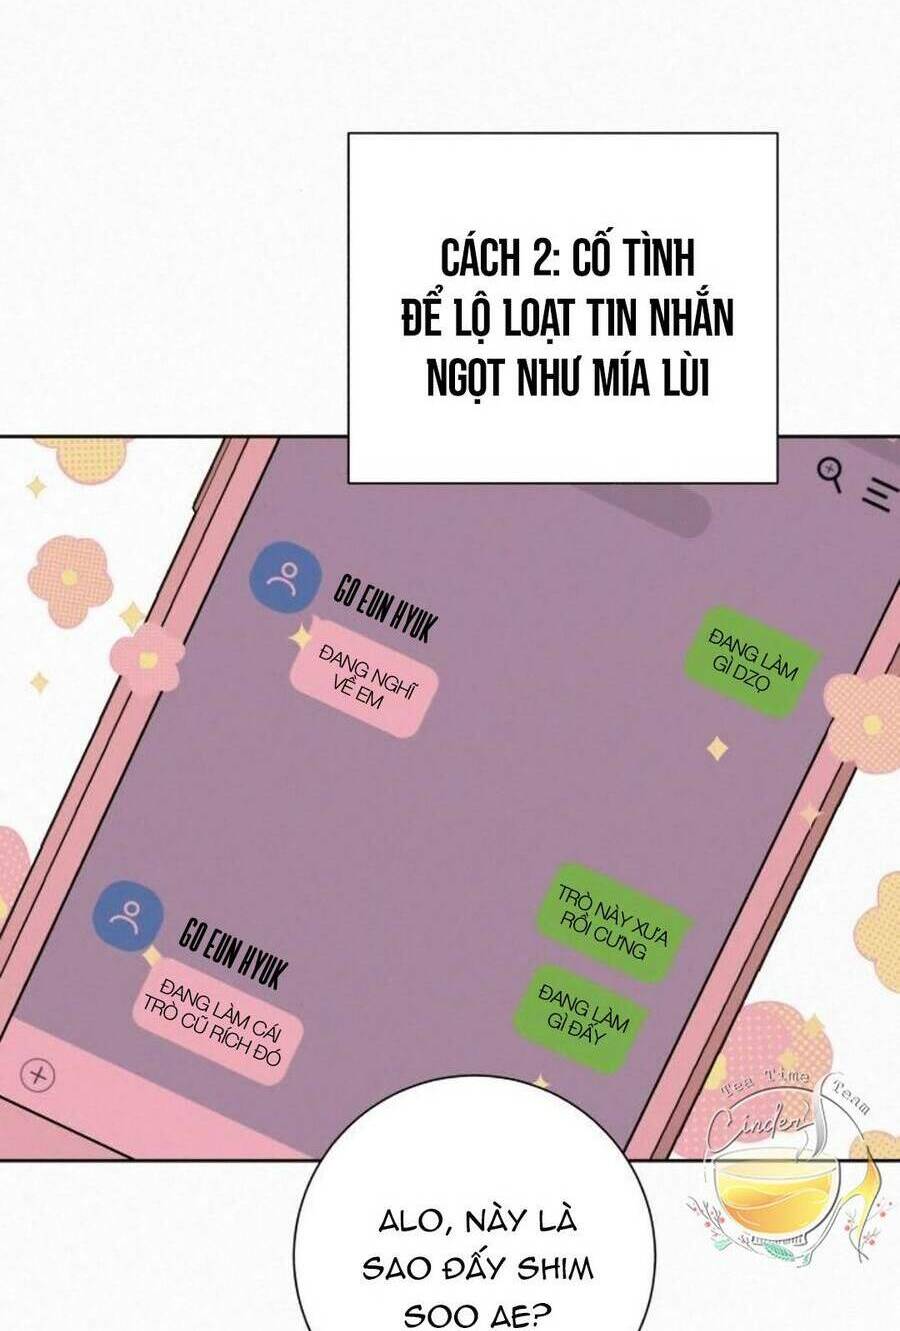 CÁCH 2: CỐ TÌNH
ĐỂ LỘ LOẠT TIN NHẮN
NGỌT NHƯ MÍA LÙI
ĐANG LÀM
GÌ DZỌ
GO EUN HYUK
ĐANG NGHĨ
VỀ EM
TRÒ NÀY XƯA
RỒI CƯNG
ĐANG LÀM
GÌ ĐẤY
GO EUN HYUK
ĐANG LÀM CÁI
TRÒ CŨ RÍCH ĐÓ
Tea Time Team
Cinder
ALO, NÀY LÀ
SAO ĐẤY SHIM
SOO AE?